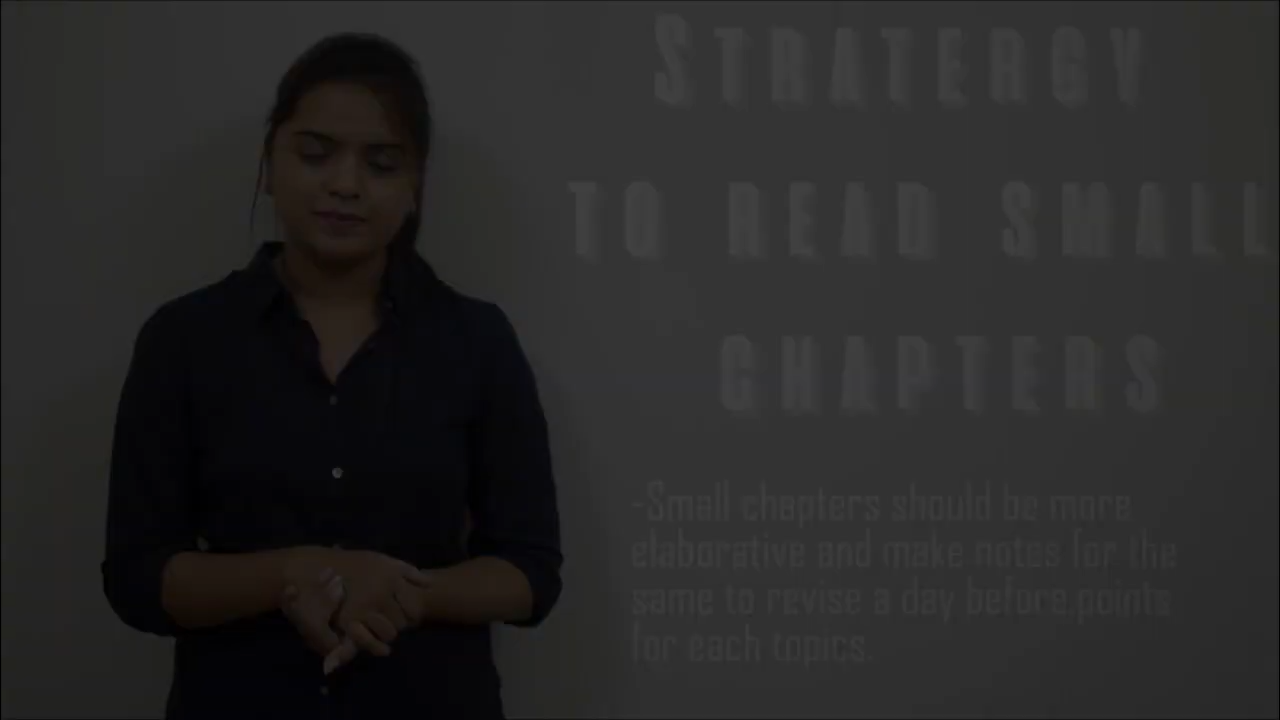 STRATERGY
TO READ SMALL
CHAPTERS
-Small chapters should be more
elaborative and make notes for the
same to revise a day before,points
for each topics.